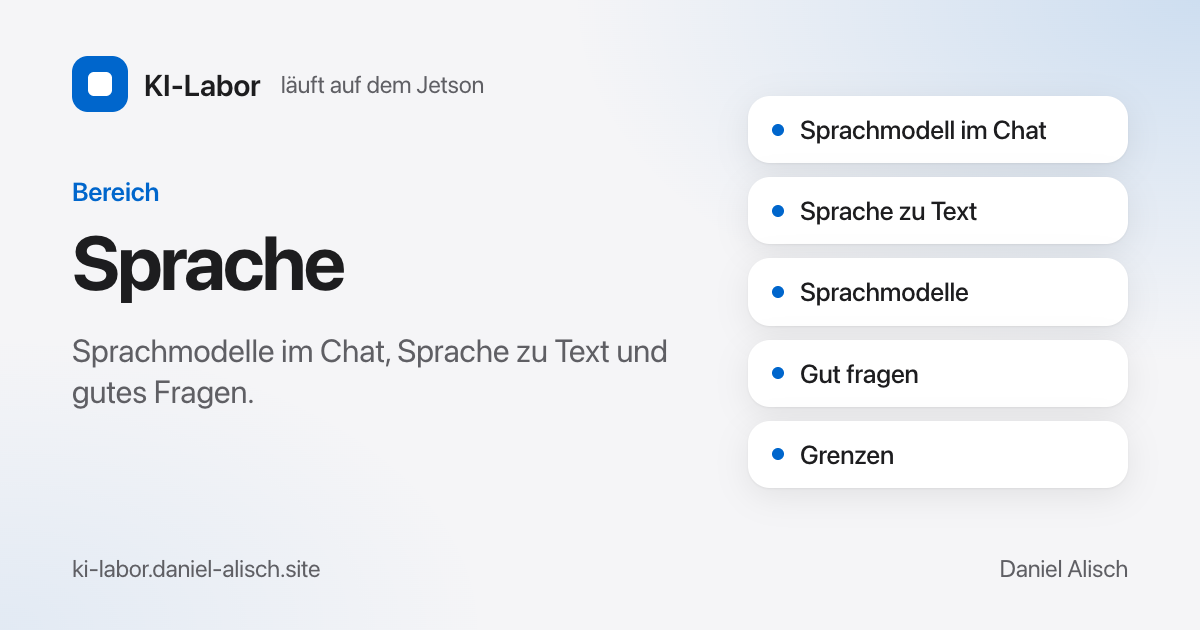 KI-Labor läuft auf dem Jetson
Bereich
Sprache
Sprachmodelle im Chat, Sprache zu Text und
gutes Fragen.
Sprachmodell im Chat
Sprache zu Text
Sprachmodelle
Gut fragen
Grenzen
ki-labor.daniel-alisch.site
Daniel Alisch